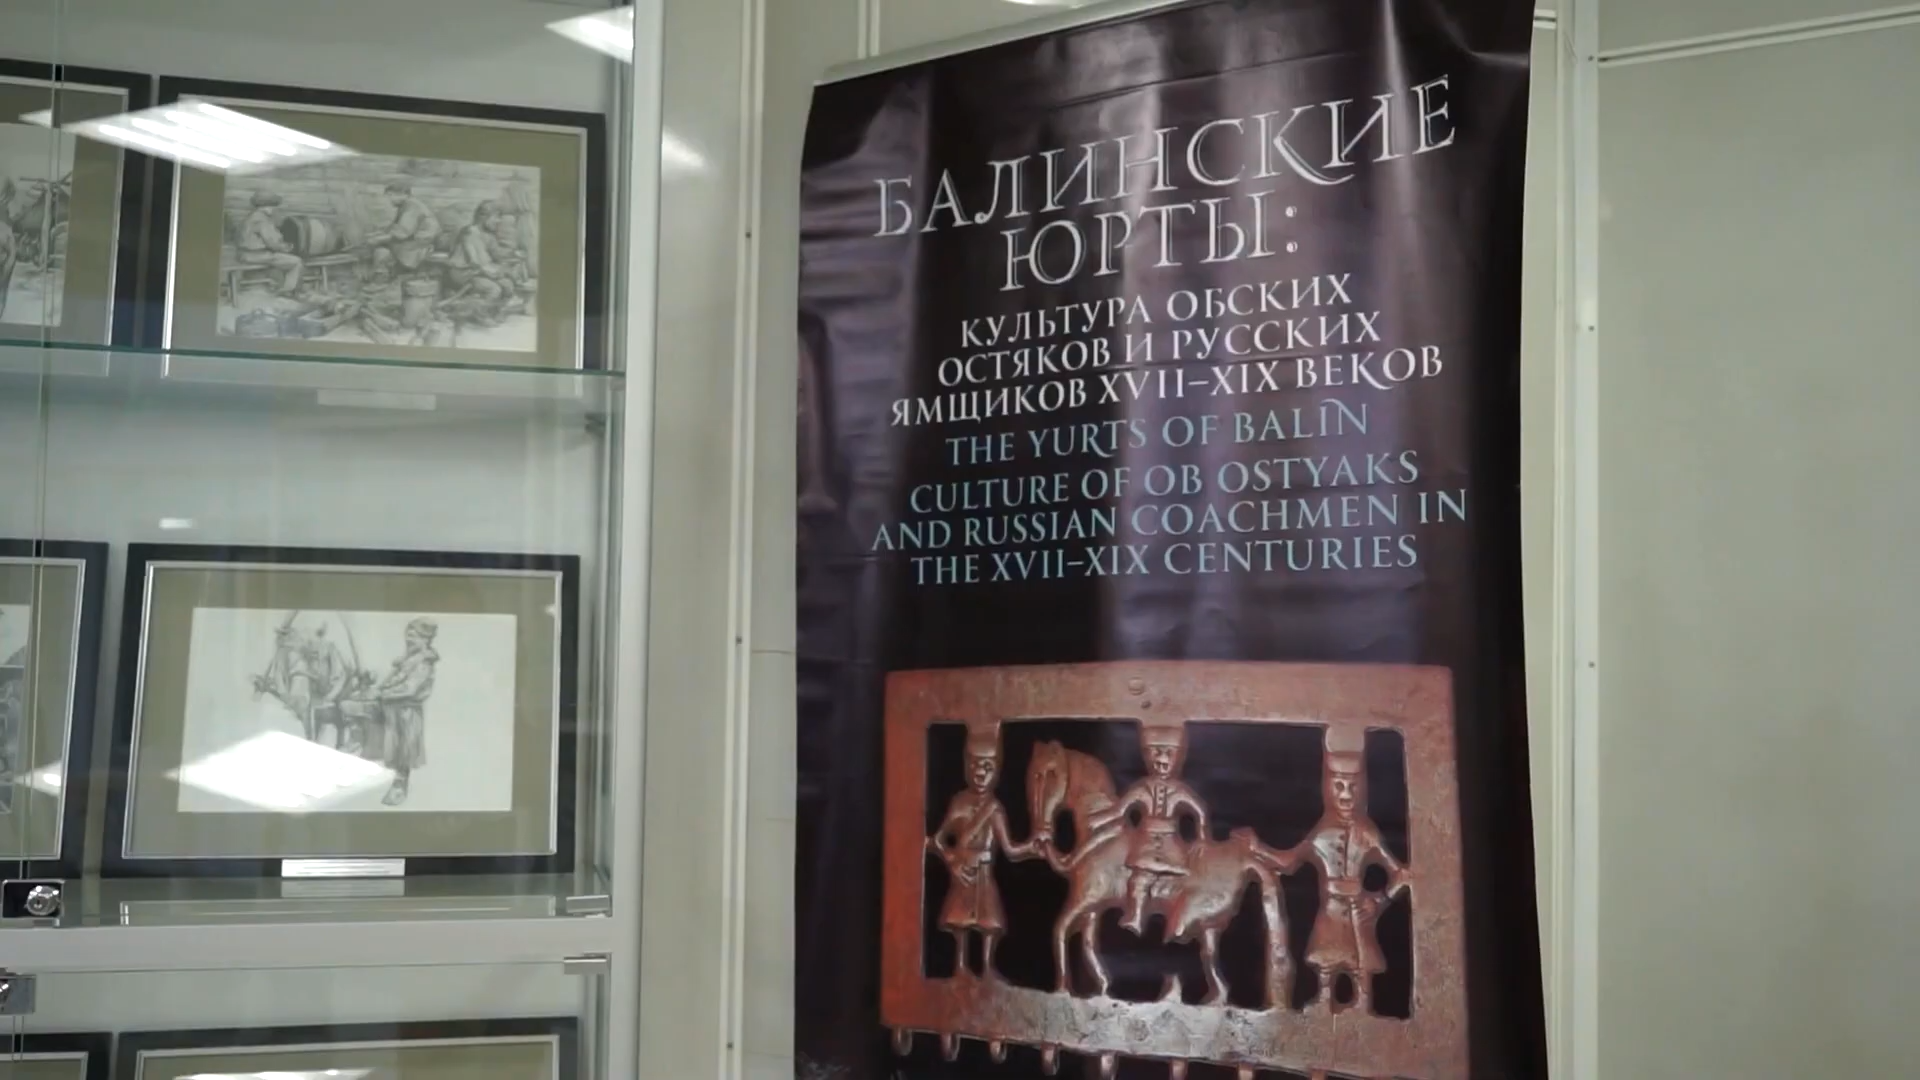 БАЛИНСКИЕ
ЮРТЫ:
КУЛЬТУРА ОБСКИХ
ОСТЯКОВ И РУССКИХ
ЯМЩИКОВ XVII–XIX ВЕКОВ
THE YURTS OF BALIN
CULTURE OF OB OSTYAKS
AND RUSSIAN COACHMEN IN
THE XVII–XIX CENTURIES